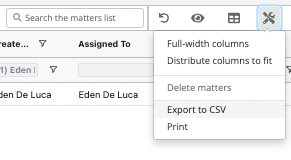 Search the matters list
reate...
Assigned To
1) Eden I
den De Luca
Eden De Luca
Full-width columns
Distribute columns to fit
Delete matters
Export to CSV
Print